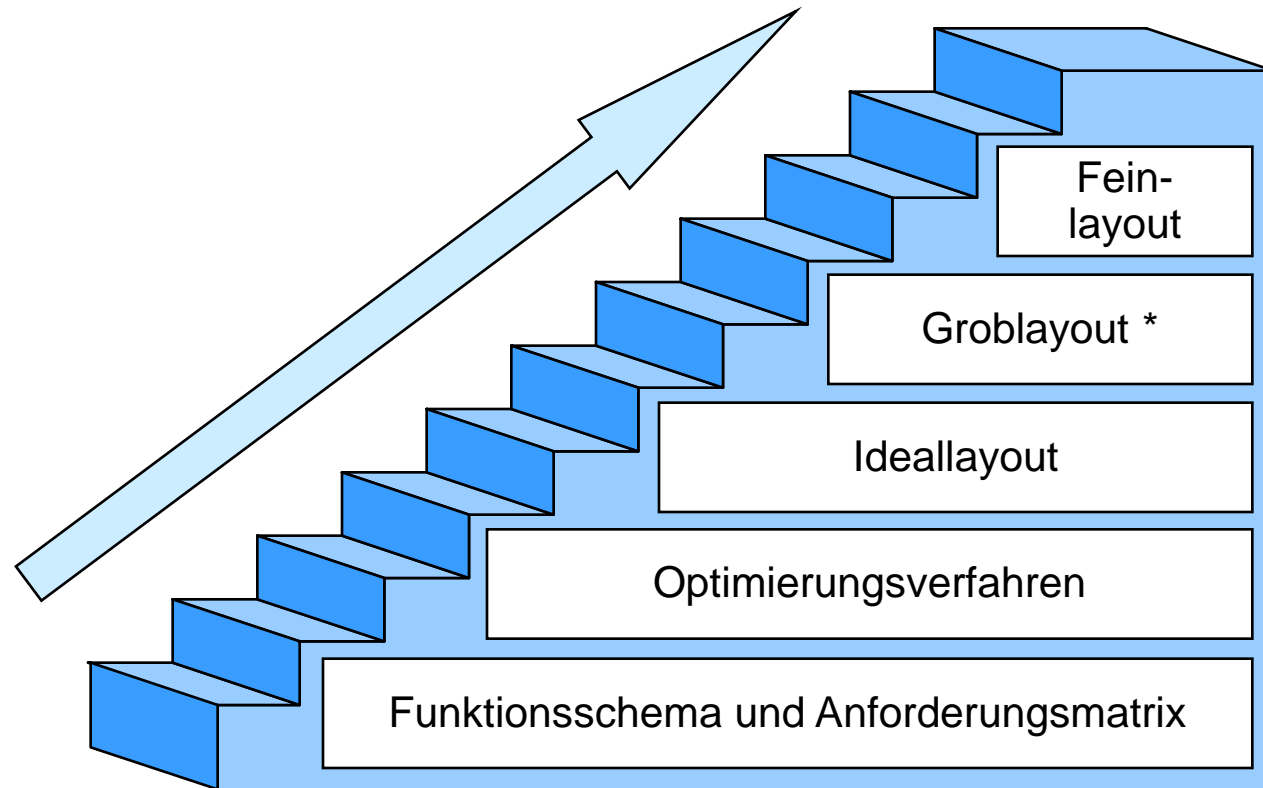 Fein-
layout
Groblayout *
Ideallayout
Optimierungsverfahren
Funktionsschema und Anforderungsmatrix